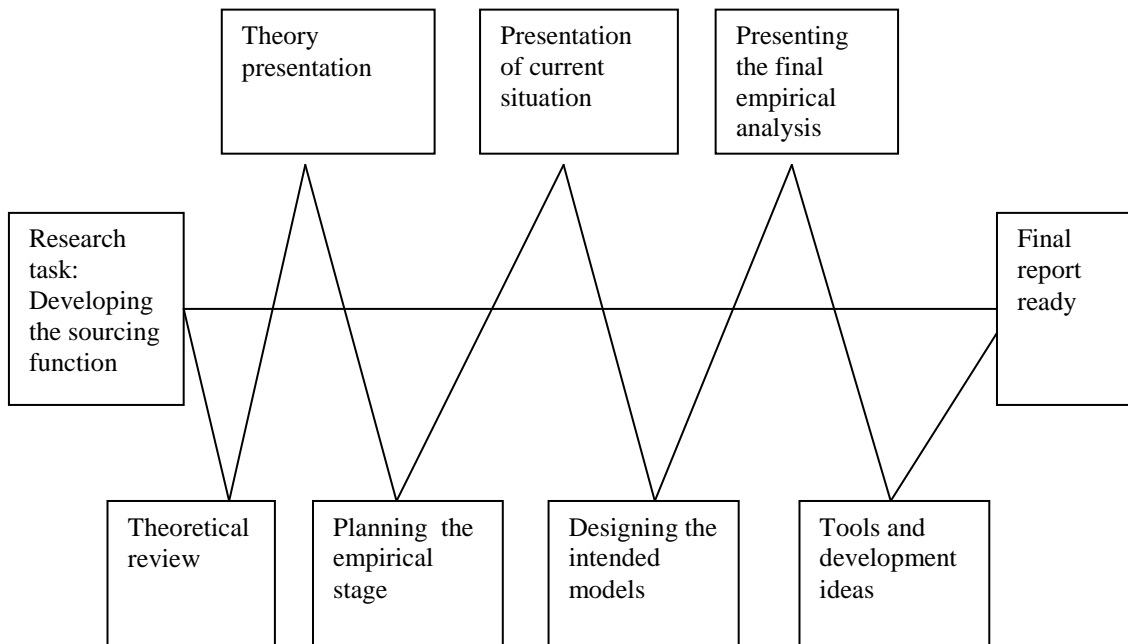 Theory
presentation
Presentation
of current
situation
Presenting
the final
empirical
analysis
Research
task:
Developing
the sourcing
function
Final
report
ready
Theoretical
review
Planning the
empirical
stage
Designing the
intended
models
Tools and
development
ideas